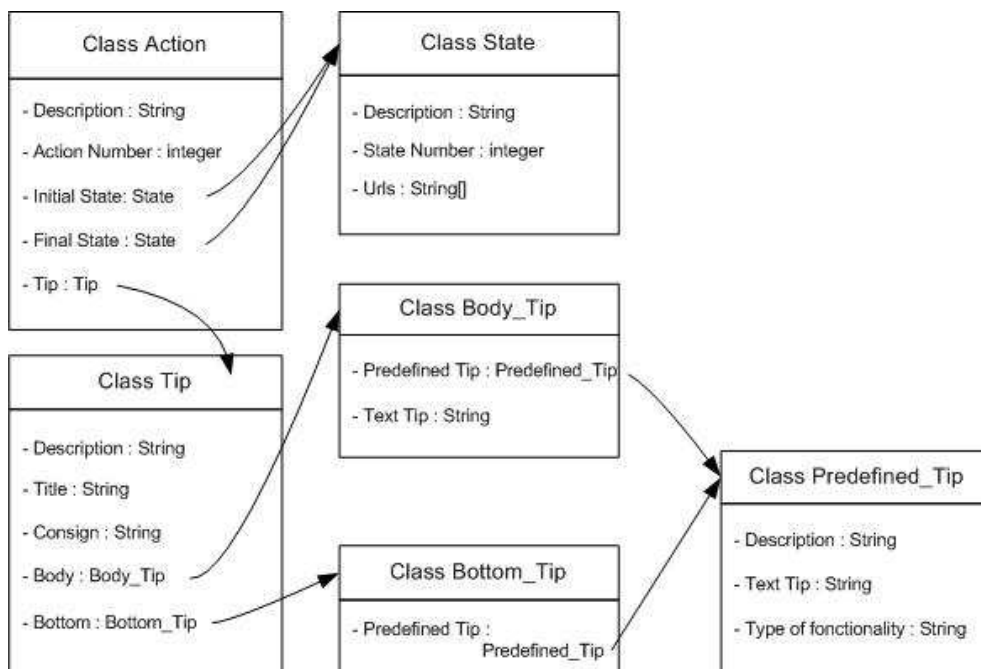 Class Action
- Description : String
- Action Number : integer
- Initial State: State
- Final State : State
- Tip : Tip
Class State
- Description : String
- State Number : integer
- Urls : String[]
Class Tip
- Description : String
- Title : String
- Consign : String
- Body : Body_Tip
- Bottom : Bottom_Tip
Class Body_Tip
- Predefined Tip : Predefined_Tip
- Text Tip : String
Class Bottom_Tip
- Predefined Tip :
Predefined_Tip
Class Predefined_Tip
- Description : String
- Text Tip : String
- Type of fonctionality : String